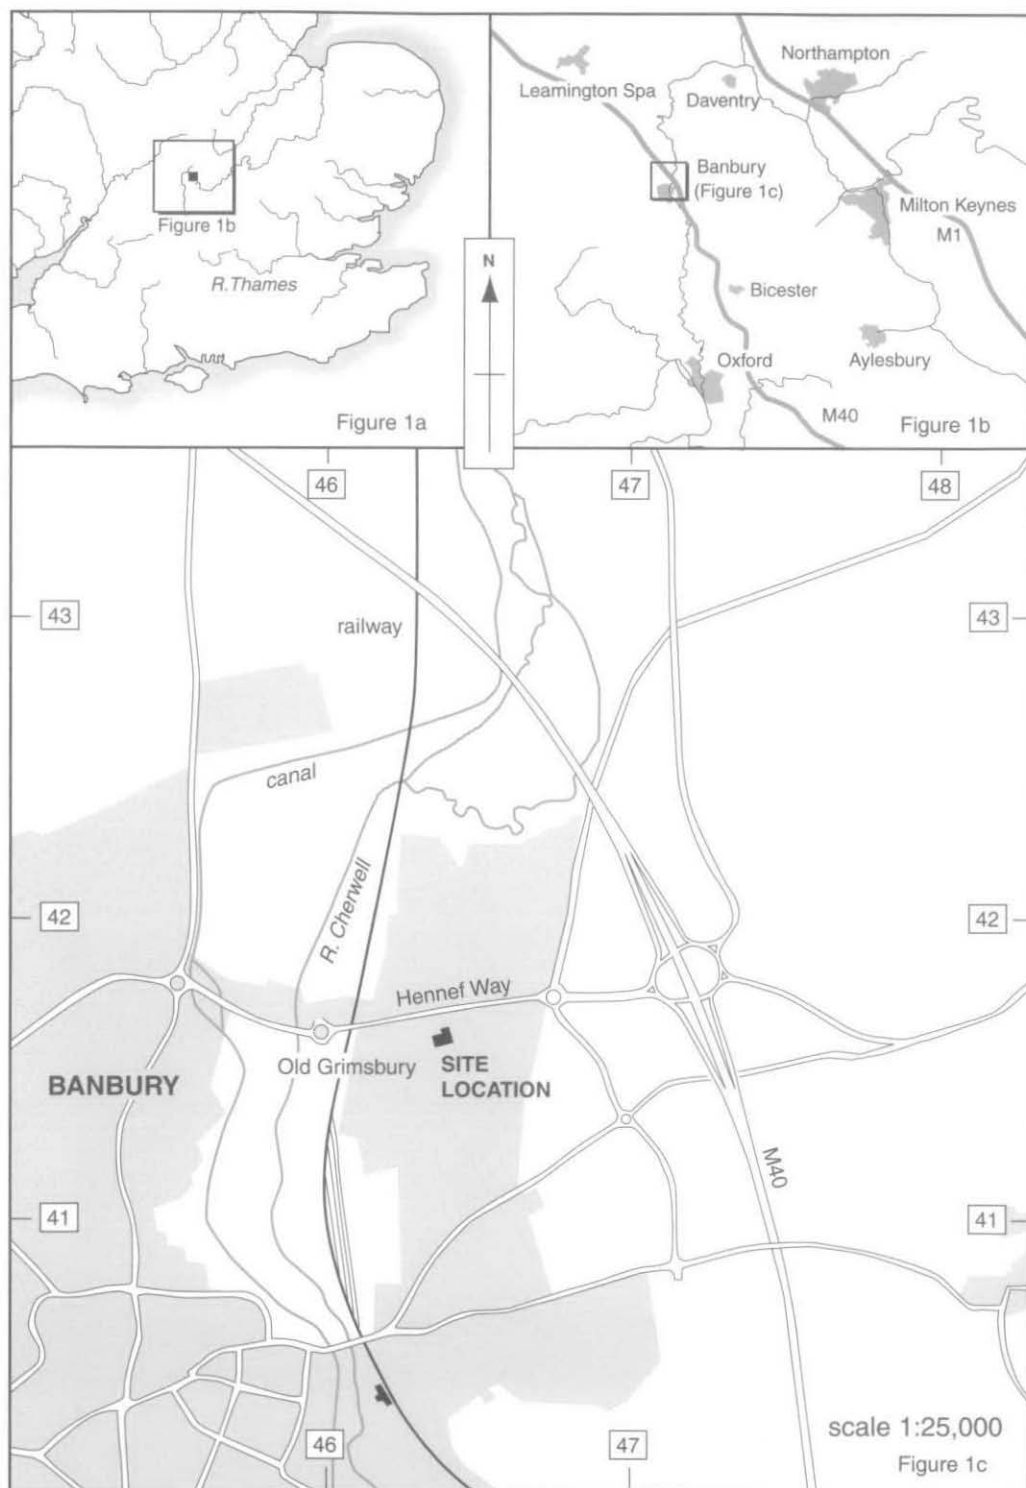 Figure 1b
R.Thames
Figure 1a
N
Northampton
Leamington Spa
Daventry
Banbury
(Figure 1c)
Milton Keynes
M1
Bicester
Oxford
Aylesbury
M40
Figure 1b
46
47
48
43
43
railway
canal
R. Cherwell
42
42
Hennef Way
Old Grimsbury
SITE
LOCATION
BANBURY
M40
41
41
46
47
scale 1:25,000
Figure 1c